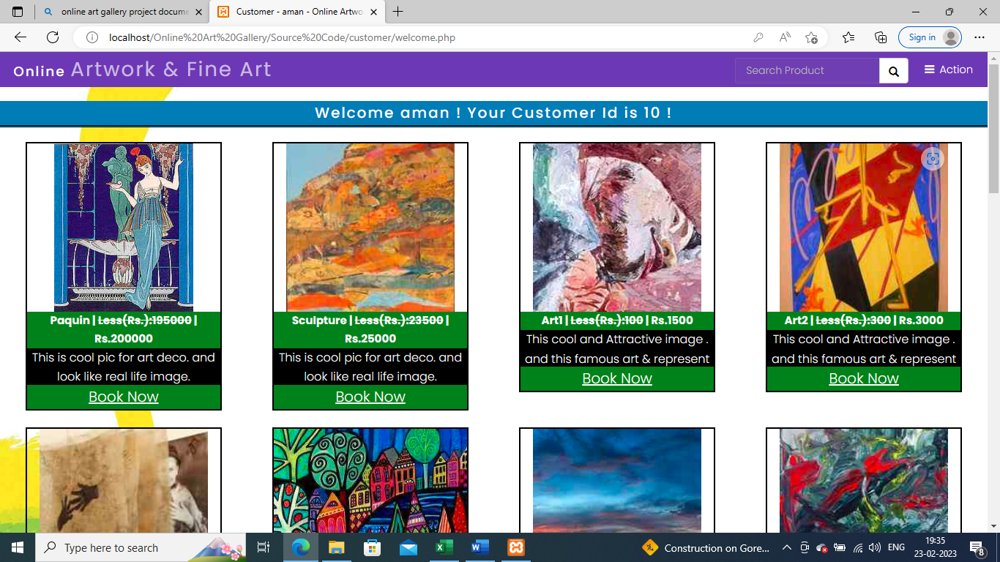 online art gallery project docume
Customer - aman - Online Artwo
localhost/Online%20Art%20Gallery/Source%20Code/customer/welcome.php
Sign in
Online Artwork & Fine Art
Search Product
Action
Welcome aman ! Your Customer Id is 10 !
Paquin | Less(Rs.):195000 |
Rs.200000
This is cool pic for art deco. and
look like real life image.
Book Now
Sculpture | Less(Rs.):23500 |
Rs.25000
This is cool pic for art deco. and
look like real life image.
Book Now
Art1 | Less(Rs.):100 | Rs.1500
This cool and Attractive image .
and this famous art & represent
Book Now
Art2 | Less(Rs.):300 | Rs.3000
This cool and Attractive image .
and this famous art & represent
Book Now
Type here to search
Construction on Gore...
ENG
19:35
23-02-2023
8